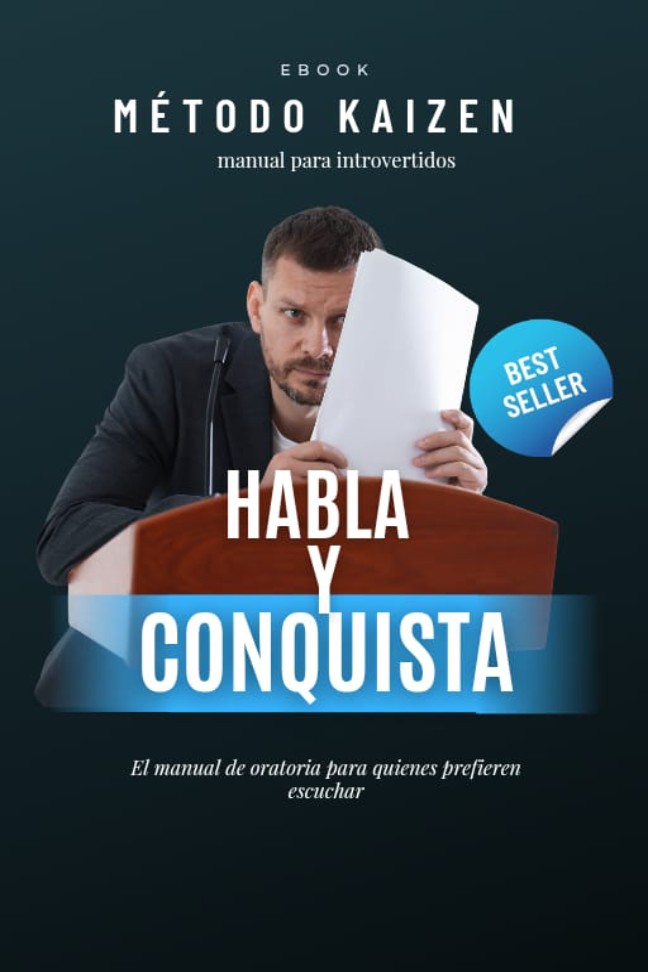 EBOOK
MÉTODO KAIZEN
manual para introvertidos
BEST
SELLER
HABLA
Y
CONQUISTA
El manual de oratoria para quienes prefieren
escuchar